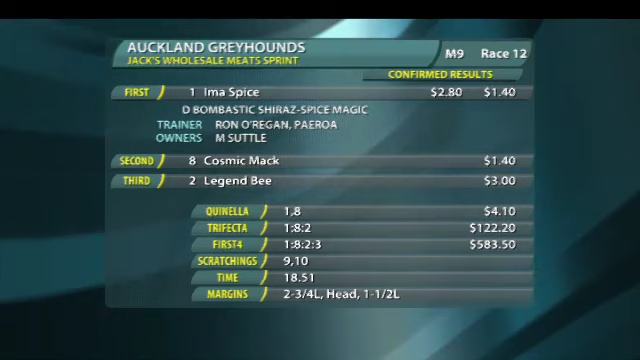 AUCKLAND GREYHOUNDS M9 Race 12
JACK'S WHOLESALE MEATS SPRINT
CONFIRMED RESULTS
FIRST 1 Ima Spice $2.80 $1.40
D BOMBASTIC SHIRAZ-SPICE MAGIC
TRAINER RON O'REGAN, PAEROA
OWNERS M SUTTLE
SECOND 8 Cosmic Mack $1.40
THIRD 2 Legend Bee $3.00
QUINELLA 1,8 $4.10
TRIFECTA 1:8:2 $122.20
FIRST4 1:8:2:3 $583.50
SCRATCHINGS 9,10
TIME 18.51
MARGINS 2-3/4L, Head, 1-1/2L